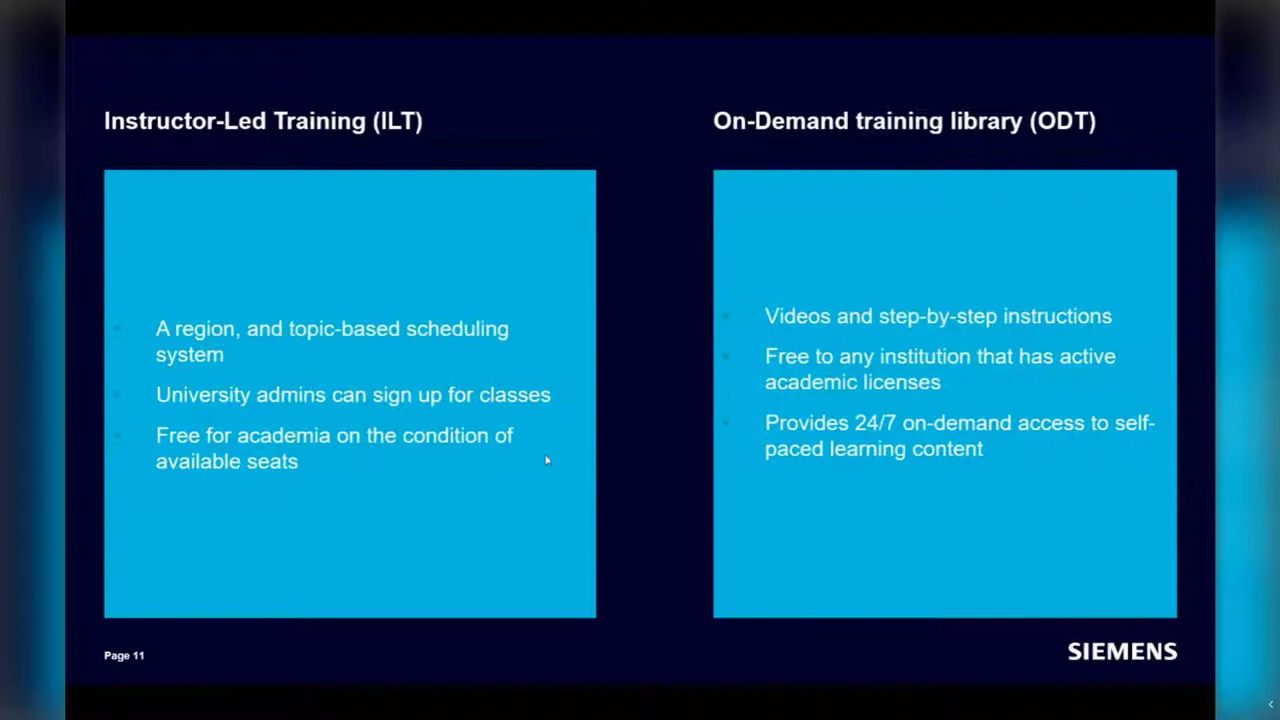 Instructor-Led Training (ILT)
A region, and topic-based scheduling
system
University admins can sign up for classes
Free for academia on the condition of
available seats
On-Demand training library (ODT)
Videos and step-by-step instructions
Free to any institution that has active
academic licenses
Provides 24/7 on-demand access to self-
paced learning content
Page 11
SIEMENS